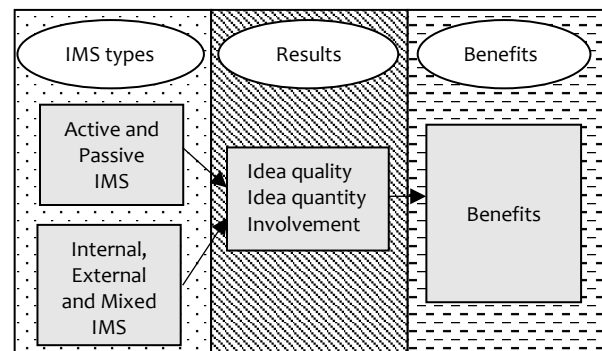 IMS types
Results
Benefits
Active and
Passive
IMS
Internal,
External
and Mixed
IMS
Idea quality
Idea quantity
Involvement
Benefits